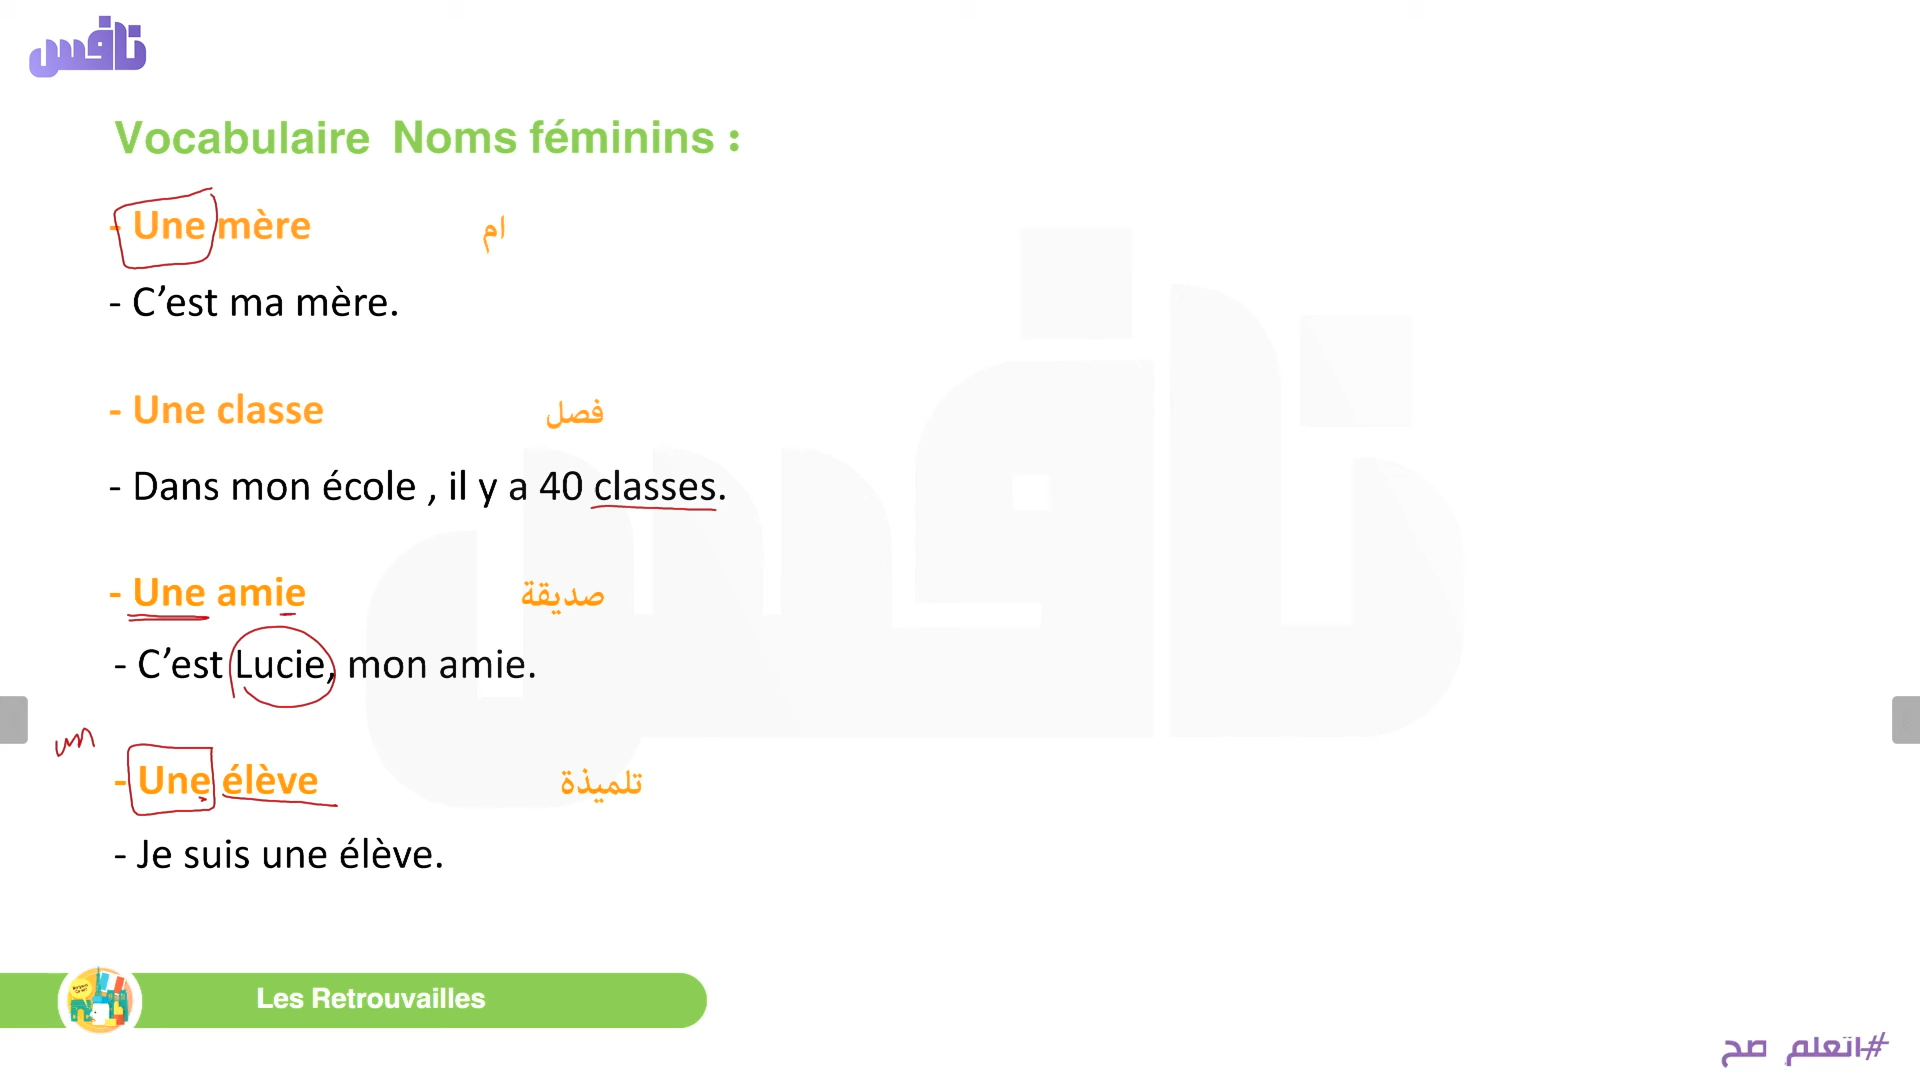 نافس
Vocabulaire Noms féminins :
- Une mère ام
- C’est ma mère.
- Une classe فصل
- Dans mon école , il y a 40 classes.
- Une amie صديقة
- C’est Lucie, mon amie.
un
- Une élève تلميذة
- Je suis une élève.
Les Retrouvailles
#اتعلم صح